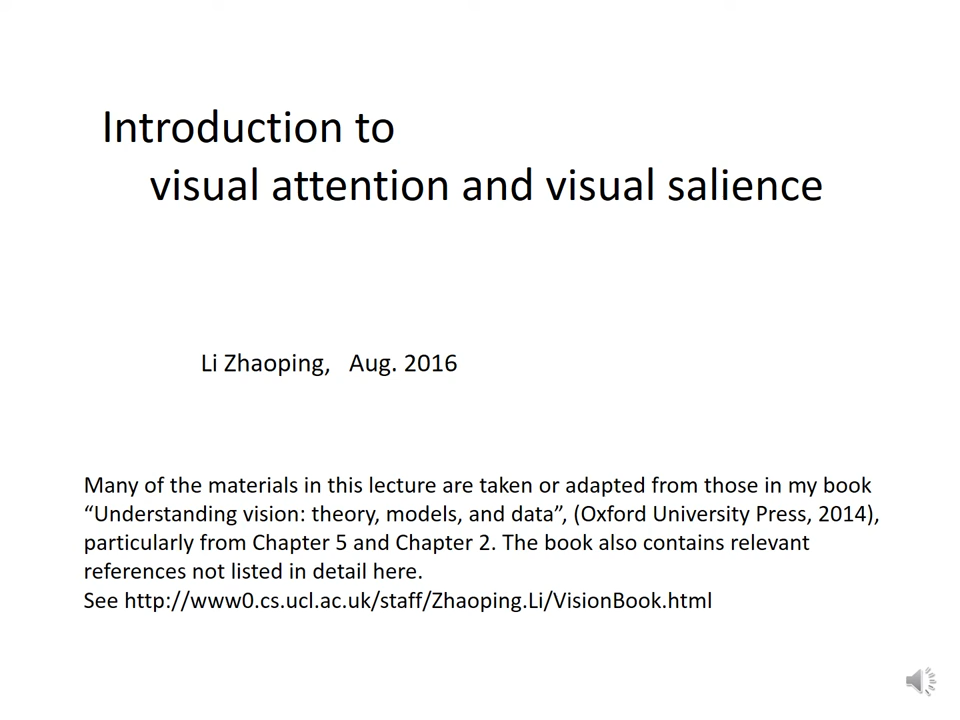 Introduction to
visual attention and visual salience
Li Zhaoping, Aug. 2016
Many of the materials in this lecture are taken or adapted from those in my book
“Understanding vision: theory, models, and data”, (Oxford University Press, 2014),
particularly from Chapter 5 and Chapter 2. The book also contains relevant
references not listed in detail here.
See http://www0.cs.ucl.ac.uk/staff/Zhaoping.Li/VisionBook.html